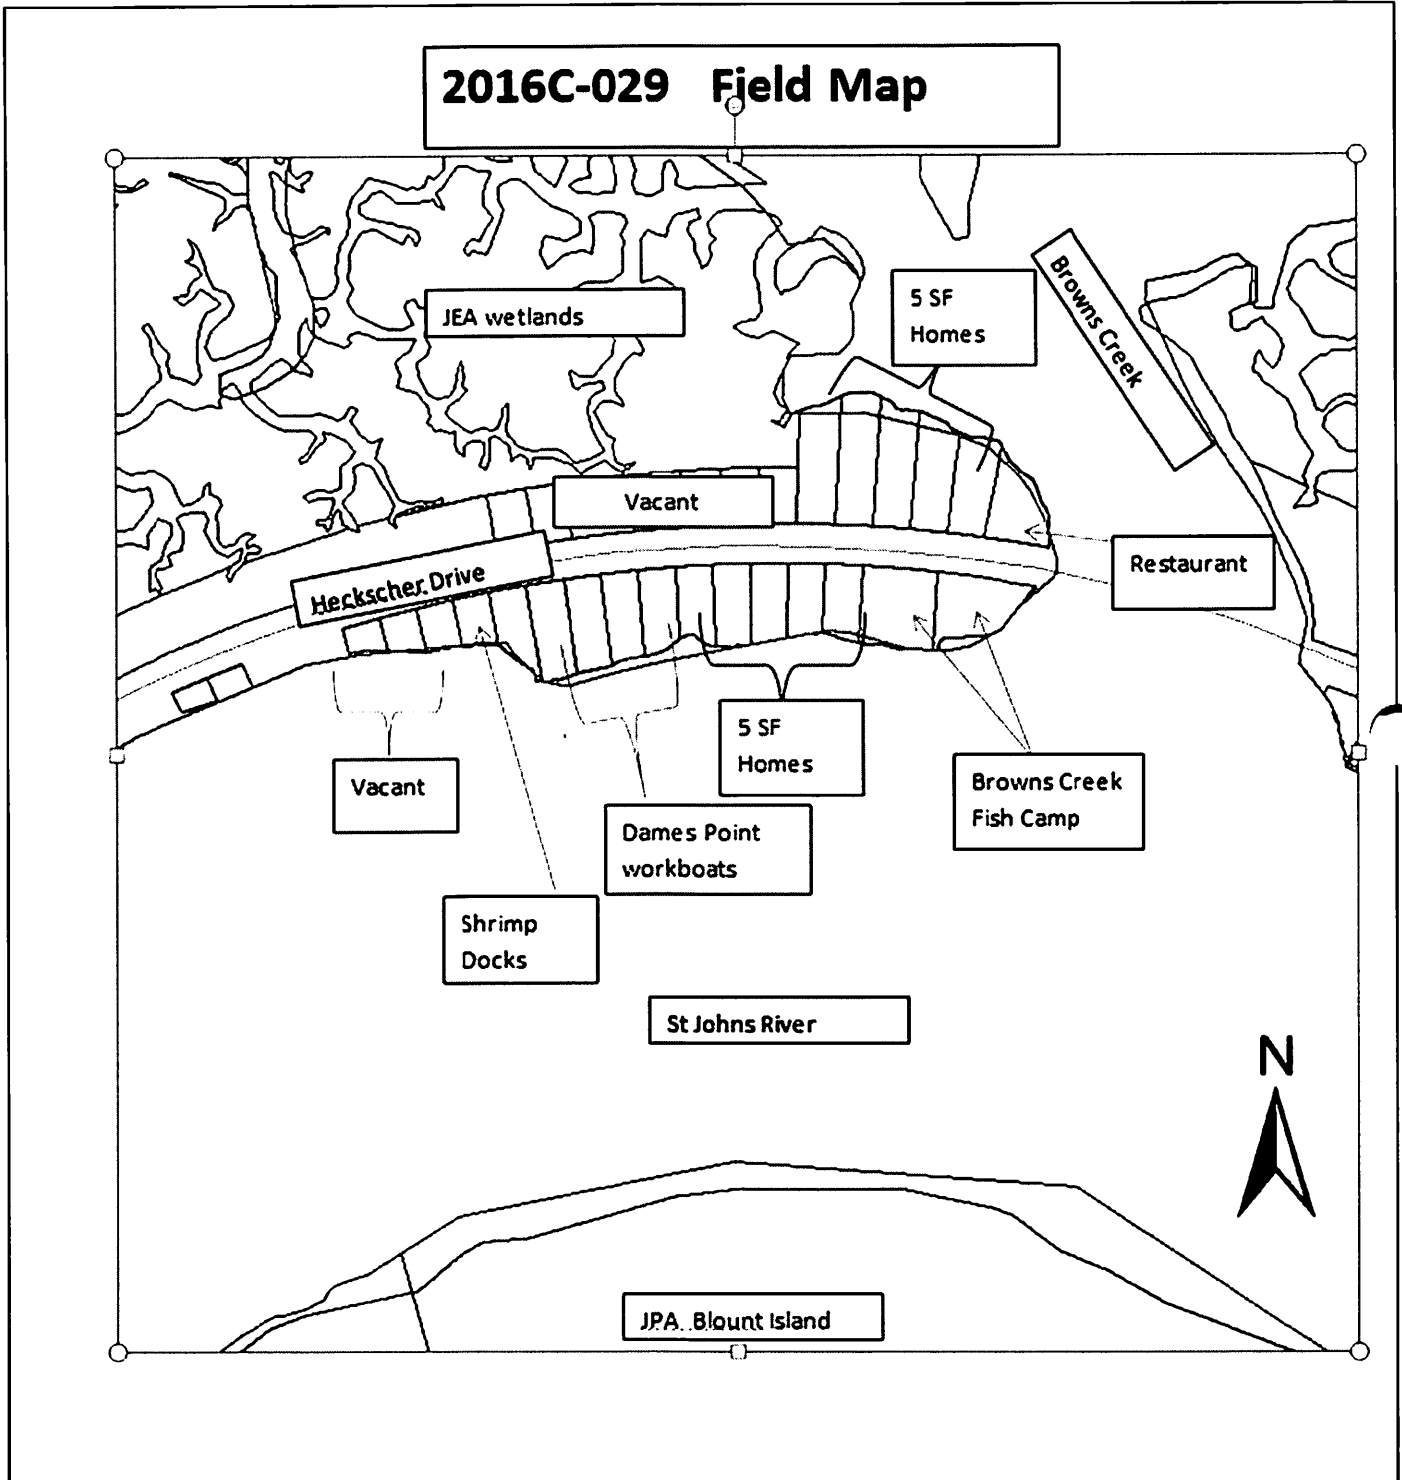 2016C-029 Field Map
JEA wetlands
5 SF
Homes
Browns Creek
Vacant
Heckscher Drive
Restaurant
Vacant
5 SF
Homes
Browns Creek
Fish Camp
Dames Point
workboats
Shrimp
Docks
St Johns River
N
JPA Blount Island